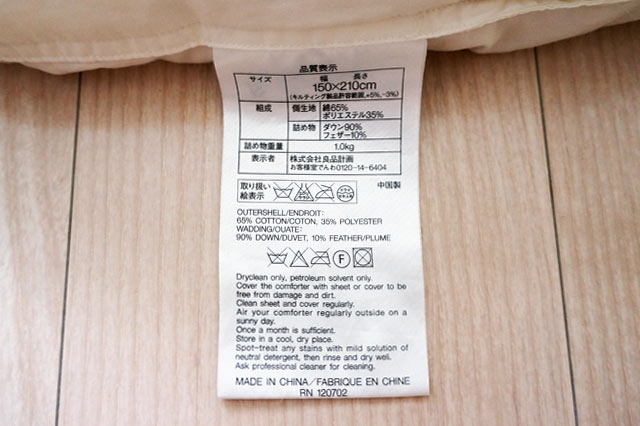 品質表示
サイズ 幅 長さ
150×210cm
(キルティング製品許容範囲,+5%,-3%)
組成 側生地 綿65%
ポリエステル35%
詰め物 ダウン90%
フェザー10%
詰め物重量 1.0kg
表示者 株式会社良品計画
お客様室でんわ0120-14-6404
取り扱い
絵表示
中国製
OUTERSHELL/ENDROIT:
65% COTTON/COTON, 35% POLYESTER
WADDING/OUATE:
90% DOWN/DUVET, 10% FEATHER/PLUME
F
Dryclean only, petroleum solvent only.
Cover the comforter with sheet or cover to be
free from damage and dirt.
Clean sheet and cover regularly.
Air your comforter regularly outside on a
sunny day.
Once a month is sufficient.
Store in a cool, dry place.
Spot-treat any stains with mild solution of
neutral detergent, then rinse and dry well.
Ask professional cleaner for cleaning.
MADE IN CHINA/FABRIQUE EN CHINE
RN 120702